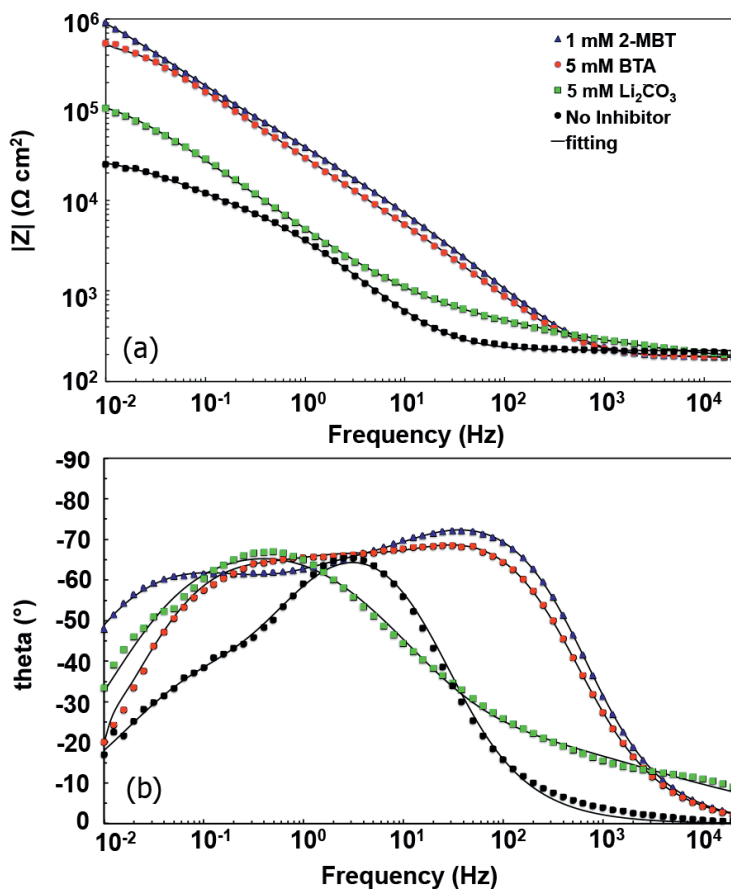 10⁶
10⁵
10⁴
10³
10²
|Z| (Ω cm²)
1 mM 2-MBT
5 mM BTA
5 mM Li₂CO₃
No Inhibitor
fitting
(a)
10⁻² 10⁻¹ 10⁰ 10¹ 10² 10³ 10⁴
Frequency (Hz)
-90
-80
-70
-60
-50
-40
-30
-20
-10
0
theta (°)
(b)
10⁻² 10⁻¹ 10⁰ 10¹ 10² 10³ 10⁴
Frequency (Hz)